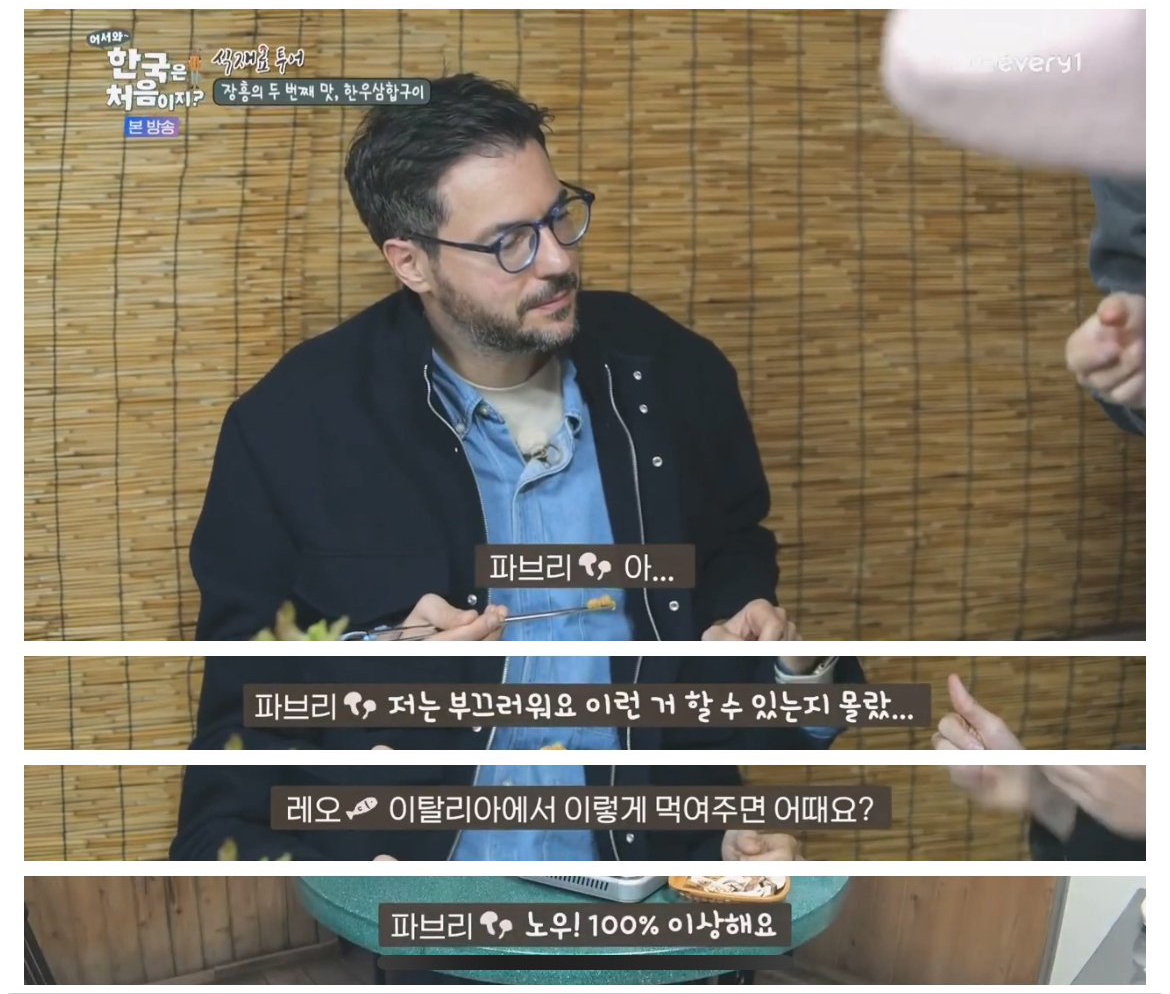 어서와~
한국은
처음이지?
본 방송
식재료 투어
장흥의 두 번째 맛, 한우삼합구이
every1
파브리 아...
파브리 저는 부끄러워요 이런 거 할 수 있는지 몰랐...
레오 이탈리아에서 이렇게 먹여주면 어때요?
파브리 노우! 100% 이상해요